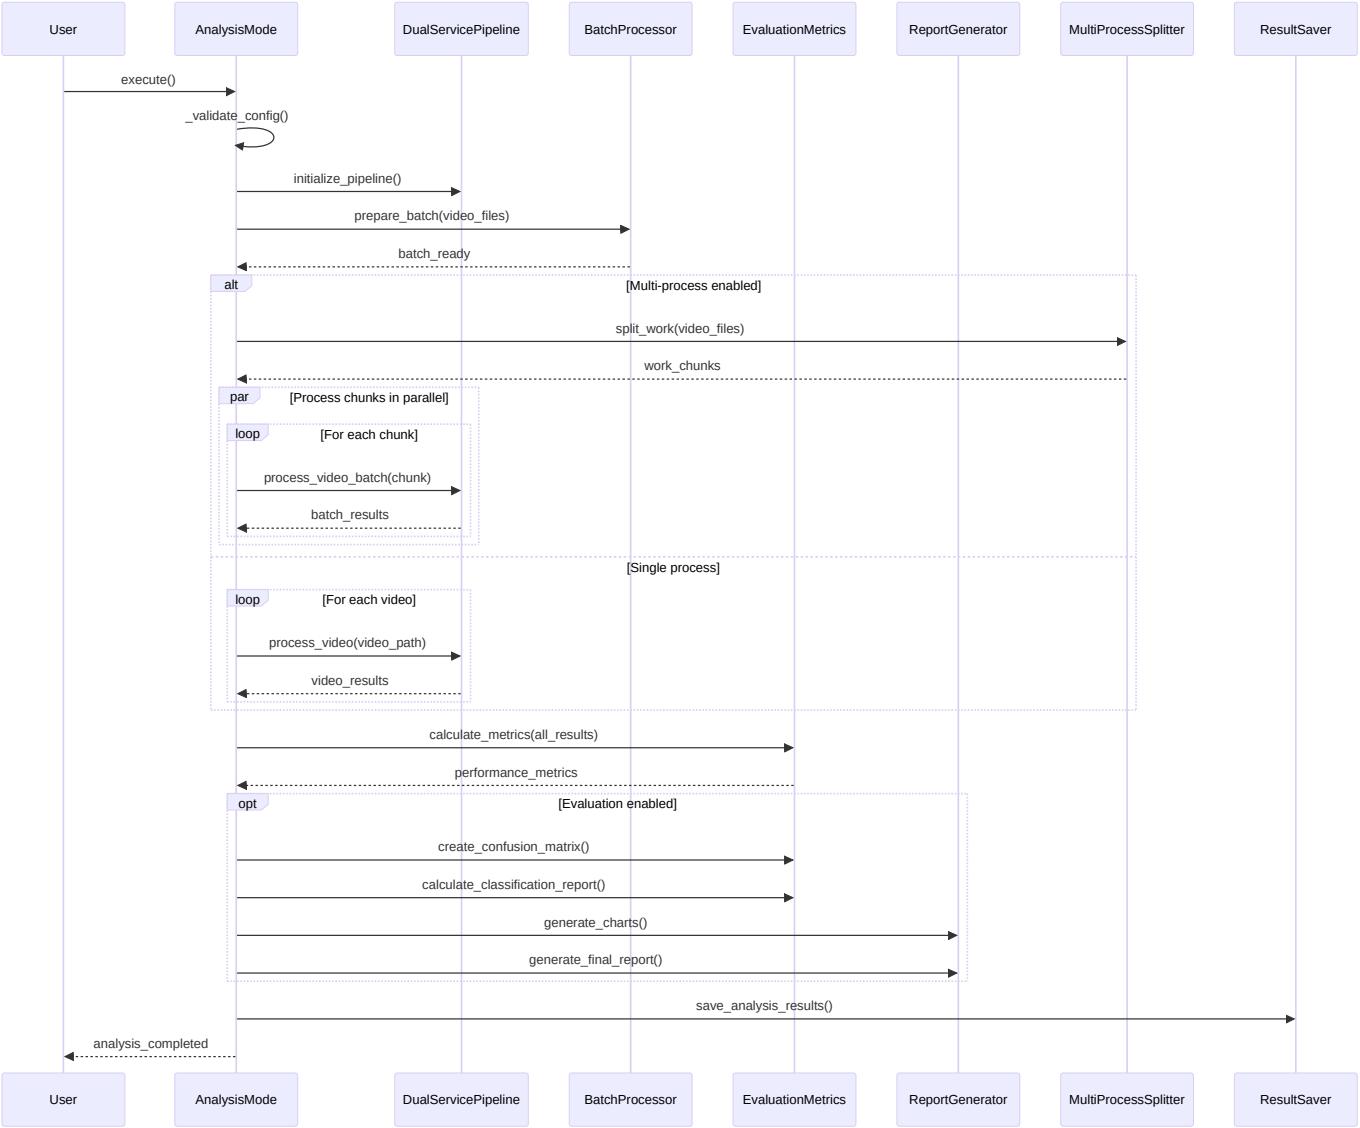 User
AnalysisMode
DualServicePipeline
BatchProcessor
EvaluationMetrics
ReportGenerator
MultiProcessSplitter
ResultSaver
execute()
_validate_config()
initialize_pipeline()
prepare_batch(video_files)
batch_ready
alt
[Multi-process enabled]
split_work(video_files)
work_chunks
par
[Process chunks in parallel]
loop
[For each chunk]
process_video_batch(chunk)
batch_results
[Single process]
loop
[For each video]
process_video(video_path)
video_results
calculate_metrics(all_results)
performance_metrics
opt
[Evaluation enabled]
create_confusion_matrix()
calculate_classification_report()
generate_charts()
generate_final_report()
save_analysis_results()
analysis_completed
User
AnalysisMode
DualServicePipeline
BatchProcessor
EvaluationMetrics
ReportGenerator
MultiProcessSplitter
ResultSaver